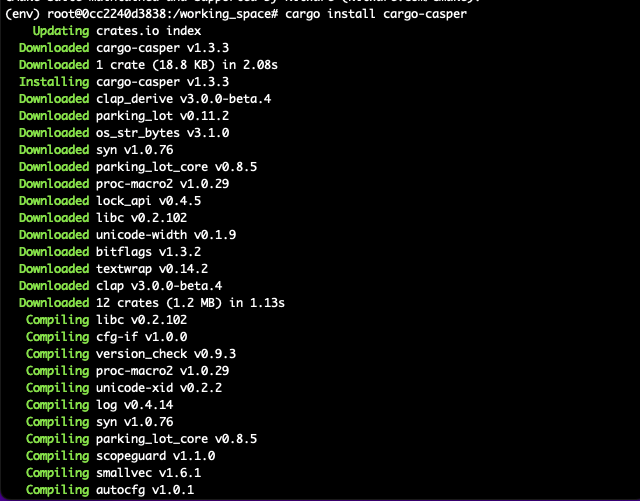 (env) root@0cc2240d3838:/working_space# cargo install cargo-casper
Updating crates.io index
Downloaded cargo-casper v1.3.3
Downloaded 1 crate (18.8 KB) in 2.08s
Installing cargo-casper v1.3.3
Downloaded clap_derive v3.0.0-beta.4
Downloaded parking_lot v0.11.2
Downloaded os_str_bytes v3.1.0
Downloaded syn v1.0.76
Downloaded parking_lot_core v0.8.5
Downloaded proc-macro2 v1.0.29
Downloaded lock_api v0.4.5
Downloaded libc v0.2.102
Downloaded unicode-width v0.1.9
Downloaded bitflags v1.3.2
Downloaded textwrap v0.14.2
Downloaded clap v3.0.0-beta.4
Downloaded 12 crates (1.2 MB) in 1.13s
Compiling libc v0.2.102
Compiling cfg-if v1.0.0
Compiling version_check v0.9.3
Compiling proc-macro2 v1.0.29
Compiling unicode-xid v0.2.2
Compiling log v0.4.14
Compiling syn v1.0.76
Compiling parking_lot_core v0.8.5
Compiling scopeguard v1.1.0
Compiling smallvec v1.6.1
Compiling autocfg v1.0.1